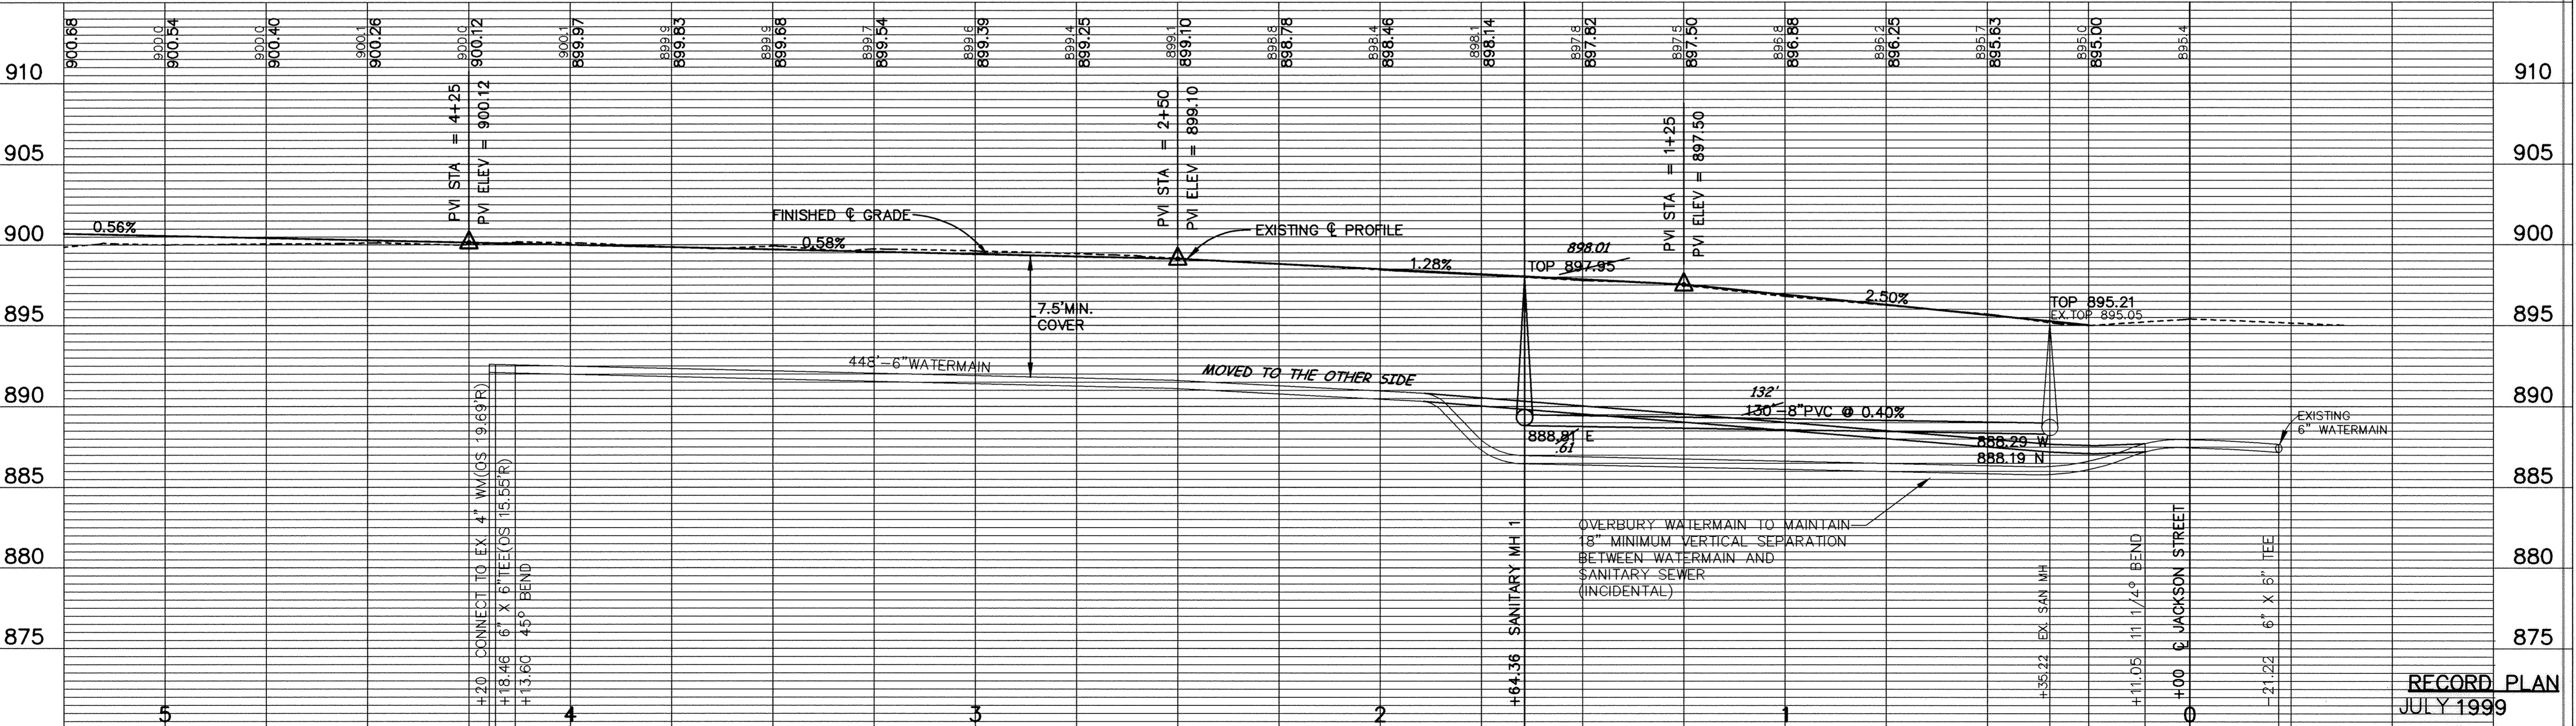 900.68
900.0
900.54
900.0
900.40
900.1
900.26
900.0
900.12
900.1
899.97
899.9
899.83
899.9
899.68
899.7
899.54
899.6
899.39
899.4
899.25
899.1
899.10
898.8
898.78
898.4
898.46
898.1
898.14
897.8
897.82
897.5
897.50
896.8
896.88
896.2
896.25
895.7
895.63
895.0
895.00
895.4
910
910
PVI STA = 4+25
PVI ELEV = 900.12
PVI STA = 2+50
PVI ELEV = 899.10
PVI STA = 1+25
PVI ELEV = 897.50
905
905
900
900
0.56%
FINISHED ℄ GRADE
0.58%
EXISTING ℄ PROFILE
1.28%
898.01
TOP 897.95
2.50%
TOP 895.21
EX.TOP 895.05
895
895
7.5'MIN.
COVER
448'-6"WATERMAIN
MOVED TO THE OTHER SIDE
890
890
132'
130'-8"PVC @ 0.40%
888.81 E
.61
888.29 W
888.19 N
EXISTING
6" WATERMAIN
885
885
OVERBURY WATERMAIN TO MAINTAIN
18" MINIMUM VERTICAL SEPARATION
BETWEEN WATERMAIN AND
SANITARY SEWER
(INCIDENTAL)
880
880
875
875
+20 CONNECT TO EX. 4" WM(OS 19.69'R)
+18.46 6" X 6"TEE(OS 15.55'R)
+13.60 45° BEND
+64.36 SANITARY MH 1
+35.22 EX. SAN MH
+11.05 11 1/4° BEND
+00 ℄ JACKSON STREET
-21.22 6" X 6" TEE
5
4
3
2
1
0
RECORD PLAN
JULY 1999